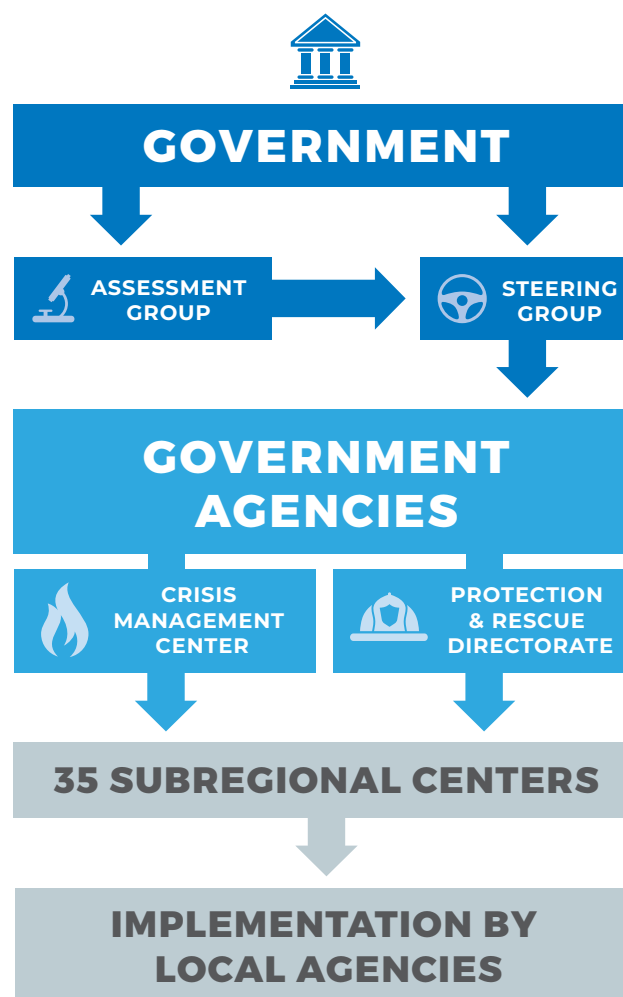 GOVERNMENT
ASSESSMENT
GROUP
STEERING
GROUP
GOVERNMENT
AGENCIES
CRISIS
MANAGEMENT
CENTER
PROTECTION
& RESCUE
DIRECTORATE
35 SUBREGIONAL CENTERS
IMPLEMENTATION BY
LOCAL AGENCIES